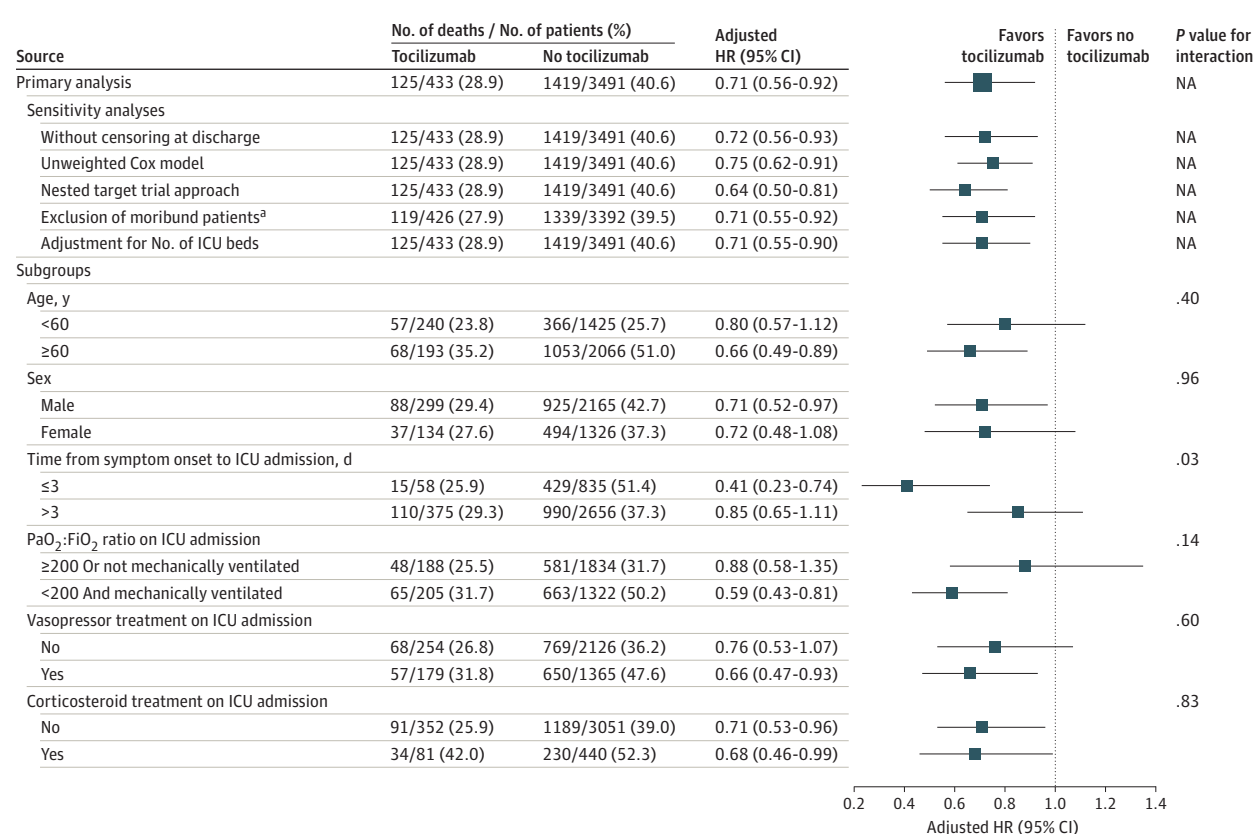 No. of deaths / No. of patients (%)
Source Tocilizumab No tocilizumab Adjusted HR (95% CI) Favors tocilizumab Favors no tocilizumab P value for interaction
Primary analysis 125/433 (28.9) 1419/3491 (40.6) 0.71 (0.56-0.92) NA
Sensitivity analyses
Without censoring at discharge 125/433 (28.9) 1419/3491 (40.6) 0.72 (0.56-0.93) NA
Unweighted Cox model 125/433 (28.9) 1419/3491 (40.6) 0.75 (0.62-0.91) NA
Nested target trial approach 125/433 (28.9) 1419/3491 (40.6) 0.64 (0.50-0.81) NA
Exclusion of moribund patientsa 119/426 (27.9) 1339/3392 (39.5) 0.71 (0.55-0.92) NA
Adjustment for No. of ICU beds 125/433 (28.9) 1419/3491 (40.6) 0.71 (0.55-0.90) NA
Subgroups
Age, y .40
<60 57/240 (23.8) 366/1425 (25.7) 0.80 (0.57-1.12)
≥60 68/193 (35.2) 1053/2066 (51.0) 0.66 (0.49-0.89)
Sex .96
Male 88/299 (29.4) 925/2165 (42.7) 0.71 (0.52-0.97)
Female 37/134 (27.6) 494/1326 (37.3) 0.72 (0.48-1.08)
Time from symptom onset to ICU admission, d .03
≤3 15/58 (25.9) 429/835 (51.4) 0.41 (0.23-0.74)
>3 110/375 (29.3) 990/2656 (37.3) 0.85 (0.65-1.11)
PaO2:FiO2 ratio on ICU admission .14
≥200 Or not mechanically ventilated 48/188 (25.5) 581/1834 (31.7) 0.88 (0.58-1.35)
<200 And mechanically ventilated 65/205 (31.7) 663/1322 (50.2) 0.59 (0.43-0.81)
Vasopressor treatment on ICU admission .60
No 68/254 (26.8) 769/2126 (36.2) 0.76 (0.53-1.07)
Yes 57/179 (31.8) 650/1365 (47.6) 0.66 (0.47-0.93)
Corticosteroid treatment on ICU admission .83
No 91/352 (25.9) 1189/3051 (39.0) 0.71 (0.53-0.96)
Yes 34/81 (42.0) 230/440 (52.3) 0.68 (0.46-0.99)
0.2 0.4 0.6 0.8 1.0 1.2 1.4
Adjusted HR (95% CI)